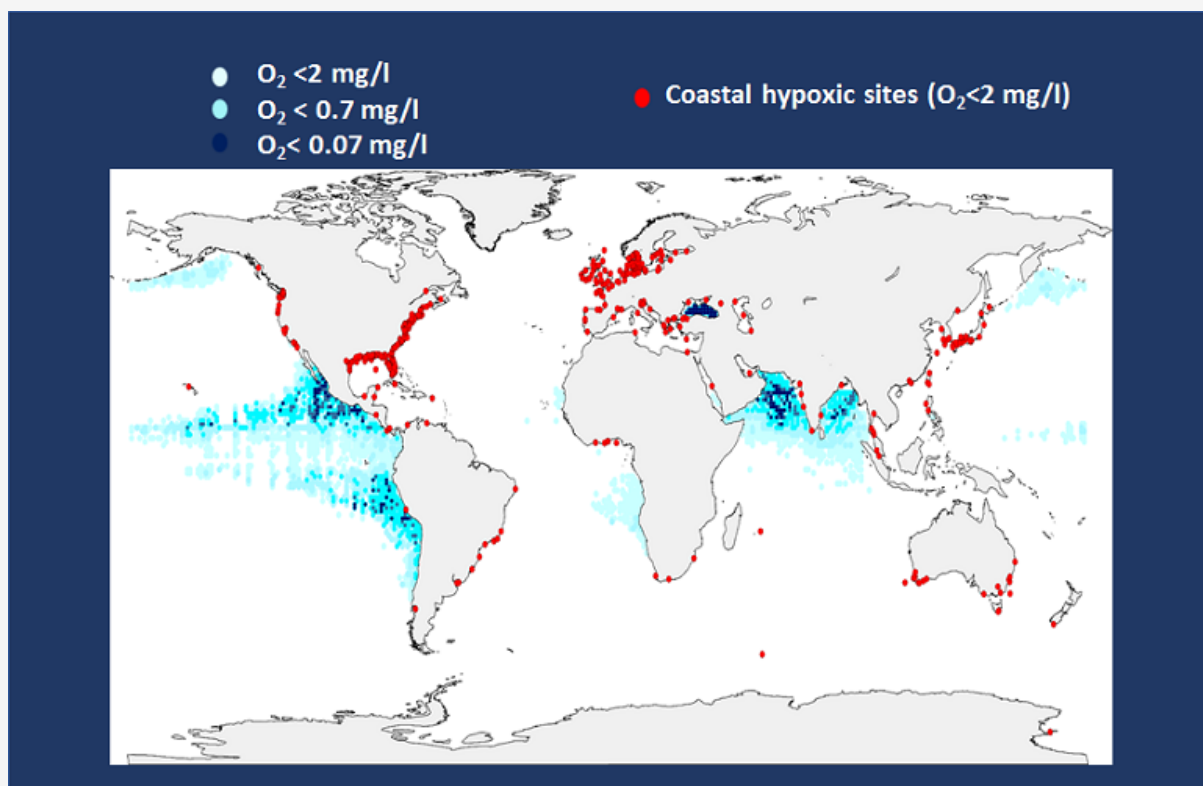 O₂ <2 mg/l
O₂ < 0.7 mg/l
O₂< 0.07 mg/l
Coastal hypoxic sites (O₂<2 mg/l)